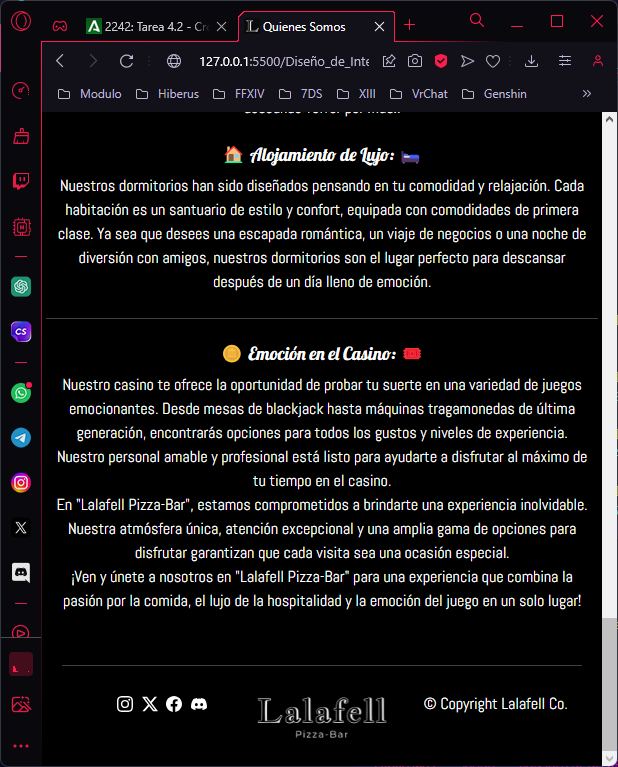 2242: Tarea 4.2 - Cre
Quienes Somos
127.0.0.1:5500/Diseño_de_Inte
Modulo
Hiberus
FFXIV
7DS
XIII
VrChat
Genshin
Alojamiento de Lujo:
Nuestros dormitorios han sido diseñados pensando en tu comodidad y relajación. Cada
habitación es un santuario de estilo y confort, equipada con comodidades de primera
clase. Ya sea que desees una escapada romántica, un viaje de negocios o una noche de
diversión con amigos, nuestros dormitorios son el lugar perfecto para descansar
después de un día lleno de emoción.
Emoción en el Casino:
Nuestro casino te ofrece la oportunidad de probar tu suerte en una variedad de juegos
emocionantes. Desde mesas de blackjack hasta máquinas tragamonedas de última
generación, encontrarás opciones para todos los gustos y niveles de experiencia.
Nuestro personal amable y profesional está listo para ayudarte a disfrutar al máximo de
tu tiempo en el casino.
En "Lalafell Pizza-Bar", estamos comprometidos a brindarte una experiencia inolvidable.
Nuestra atmósfera única, atención excepcional y una amplia gama de opciones para
disfrutar garantizan que cada visita sea una ocasión especial.
¡Ven y únete a nosotros en "Lalafell Pizza-Bar" para una experiencia que combina la
pasión por la comida, el lujo de la hospitalidad y la emoción del juego en un solo lugar!
Lalafell
Pizza-Bar
© Copyright Lalafell Co.
CS